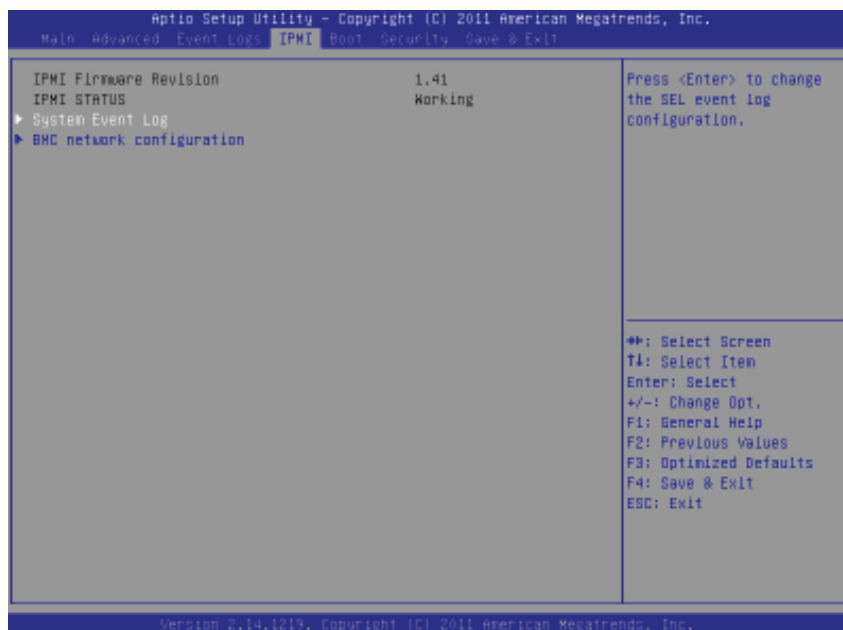 Aptio Setup Utility - Copyright (C) 2011 American Megatrends, Inc.
Main Advanced Event Logs IPMI Boot Security Save & Exit
IPMI Firmware Revision 1.41
IPMI STATUS Working
► System Event Log
► BMC network configuration
Press <Enter> to change
the SEL event log
configuration.
→←: Select Screen
↑↓: Select Item
Enter: Select
+/-: Change Opt.
F1: General Help
F2: Previous Values
F3: Optimized Defaults
F4: Save & Exit
ESC: Exit
Version 2.14.1219. Copyright (C) 2011 American Megatrends, Inc.